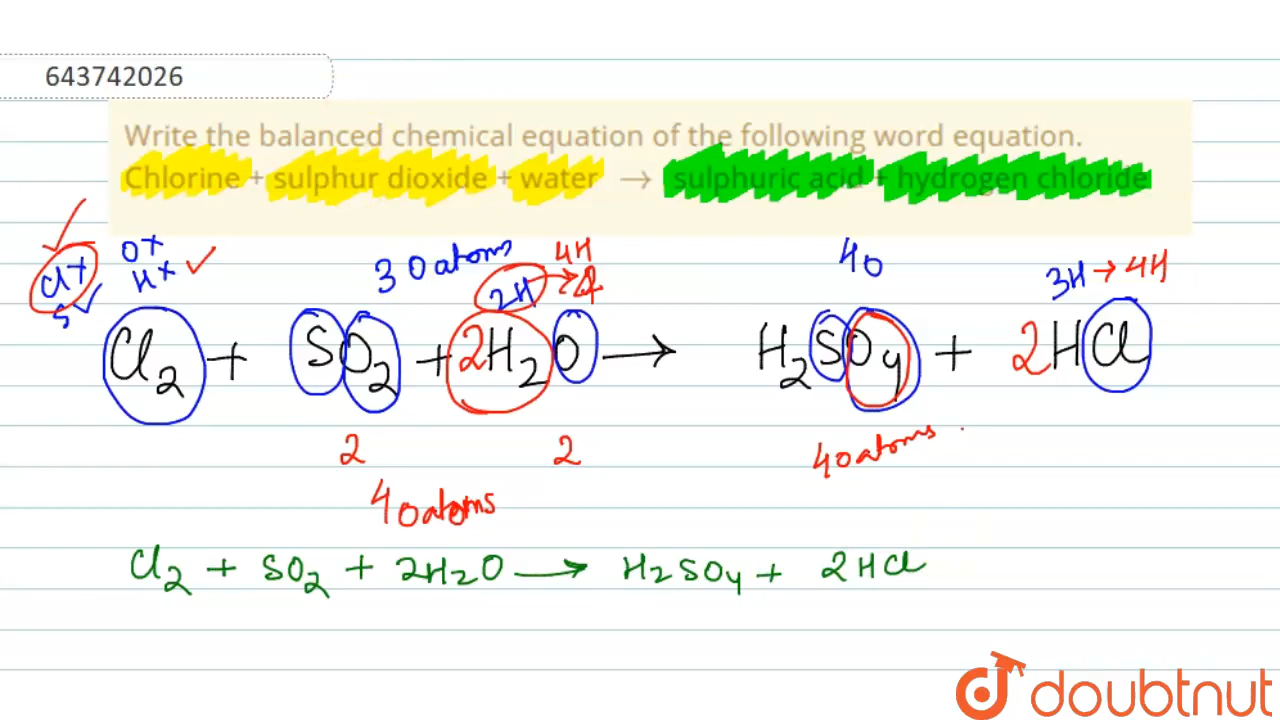 643742026
Write the balanced chemical equation of the following word equation.
Chlorine + sulphur dioxide + water → sulphuric acid + hydrogen chloride
Cl × O × H × S ✓ ✓
3 O atoms 2H → 4H 4O 3H → 4H
Cl₂ + SO₂ + 2H₂O → H₂SO₄ + 2HCl
2 2 4 O atoms
4 O atoms
Cl₂ + SO₂ + 2H₂O → H₂SO₄ + 2HCl
doubtnut